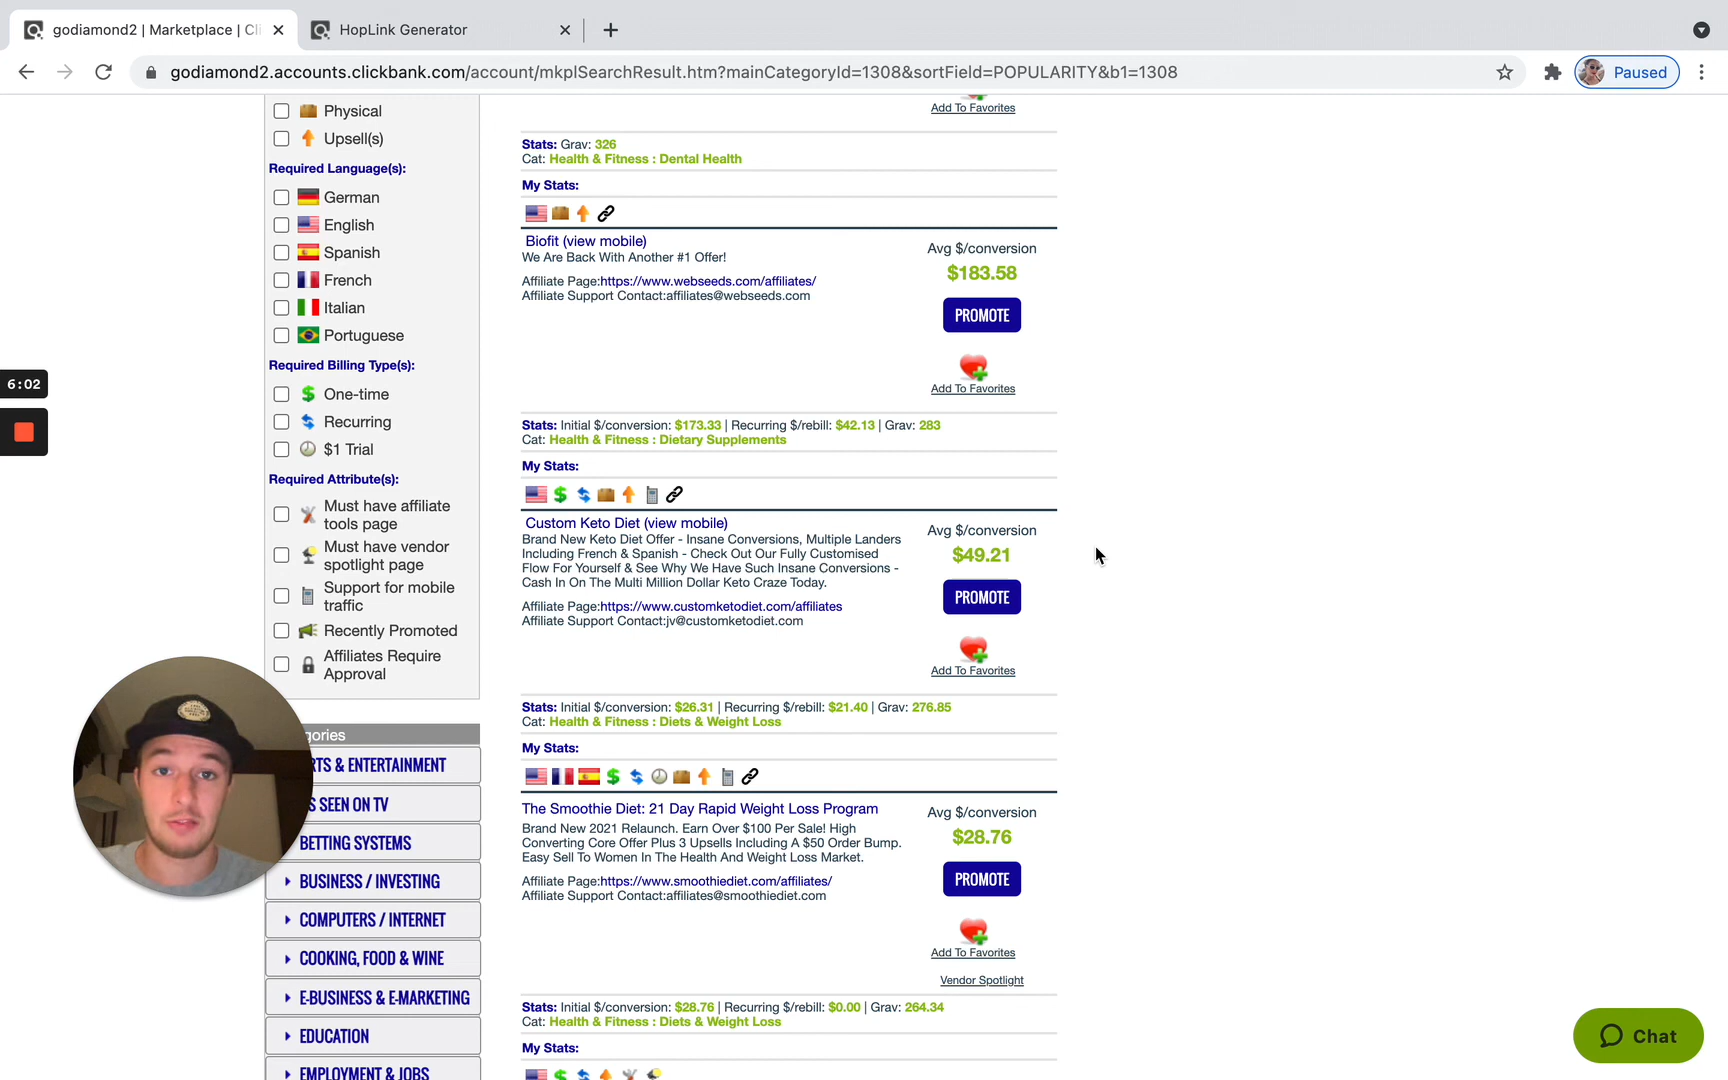 godiamond2 | Marketplace | Cli
HopLink Generator
godiamond2.accounts.clickbank.com/account/mkplSearchResult.htm?mainCategoryId=1308&sortField=POPULARITY&b1=1308
Paused
Physical
Upsell(s)
Required Language(s):
German
English
Spanish
French
Italian
Portuguese
Required Billing Type(s):
One-time
Recurring
$1 Trial
Required Attribute(s):
Must have affiliate
tools page
Must have vendor
spotlight page
Support for mobile
traffic
Recently Promoted
Affiliates Require
Approval
gories
RTS & ENTERTAINMENT
S SEEN ON TV
BETTING SYSTEMS
BUSINESS / INVESTING
COMPUTERS / INTERNET
COOKING, FOOD & WINE
E-BUSINESS & E-MARKETING
EDUCATION
EMPLOYMENT & JOBS
6:02
Add To Favorites
Stats: Grav: 326
Cat: Health & Fitness : Dental Health
My Stats:
Biofit (view mobile)
We Are Back With Another #1 Offer!
Affiliate Page:https://www.webseeds.com/affiliates/
Affiliate Support Contact:affiliates@webseeds.com
Avg $/conversion
$183.58
PROMOTE
Add To Favorites
Stats: Initial $/conversion: $173.33 | Recurring $/rebill: $42.13 | Grav: 283
Cat: Health & Fitness : Dietary Supplements
My Stats:
Custom Keto Diet (view mobile)
Brand New Keto Diet Offer - Insane Conversions, Multiple Landers
Including French & Spanish - Check Out Our Fully Customised
Flow For Yourself & See Why We Have Such Insane Conversions -
Cash In On The Multi Million Dollar Keto Craze Today.
Affiliate Page:https://www.customketodiet.com/affiliates
Affiliate Support Contact:jv@customketodiet.com
Avg $/conversion
$49.21
PROMOTE
Add To Favorites
Stats: Initial $/conversion: $26.31 | Recurring $/rebill: $21.40 | Grav: 276.85
Cat: Health & Fitness : Diets & Weight Loss
My Stats:
The Smoothie Diet: 21 Day Rapid Weight Loss Program
Brand New 2021 Relaunch. Earn Over $100 Per Sale! High
Converting Core Offer Plus 3 Upsells Including A $50 Order Bump.
Easy Sell To Women In The Health And Weight Loss Market.
Affiliate Page:https://www.smoothiediet.com/affiliates/
Affiliate Support Contact:affiliates@smoothiediet.com
Avg $/conversion
$28.76
PROMOTE
Add To Favorites
Vendor Spotlight
Stats: Initial $/conversion: $28.76 | Recurring $/rebill: $0.00 | Grav: 264.34
Cat: Health & Fitness : Diets & Weight Loss
My Stats:
Chat